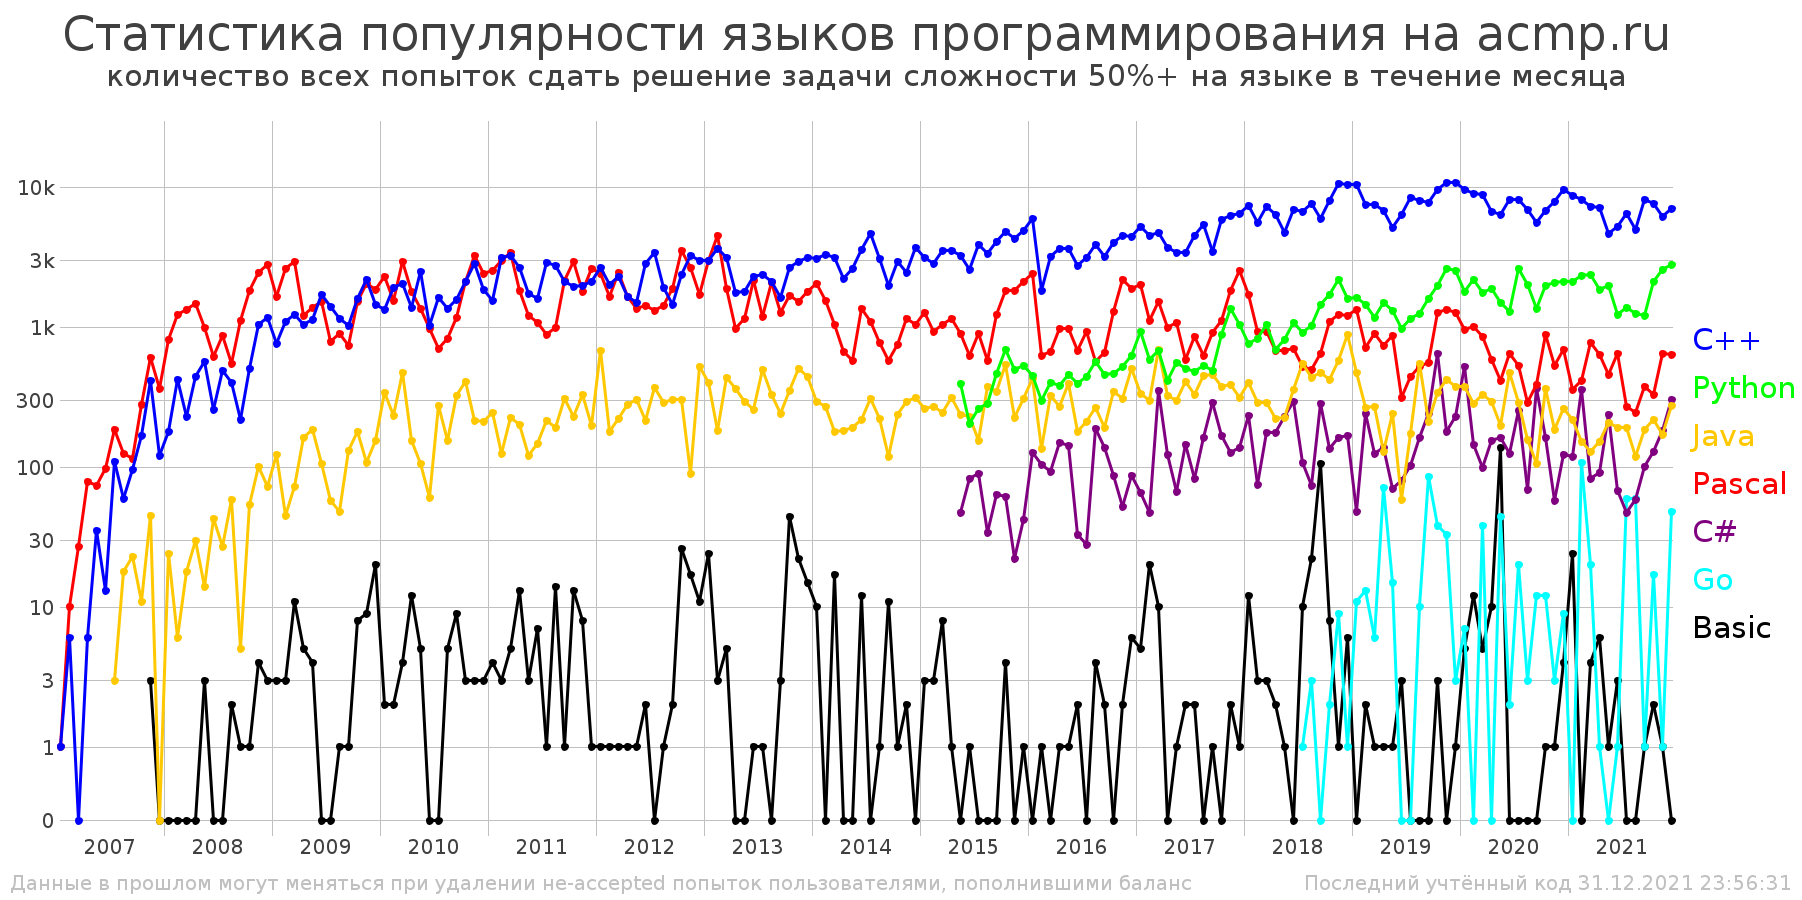 Статистика популярности языков программирования на acmp.ru
количество всех попыток сдать решение задачи сложности 50%+ на языке в течение месяца
10k
3k
1k
300
100
30
10
3
1
0
C++
Python
Java
Pascal
C#
Go
Basic
2007 2008 2009 2010 2011 2012 2013 2014 2015 2016 2017 2018 2019 2020 2021
Данные в прошлом могут меняться при удалении не-accepted попыток пользователями, пополнившими баланс
Последний учтённый код 31.12.2021 23:56:31